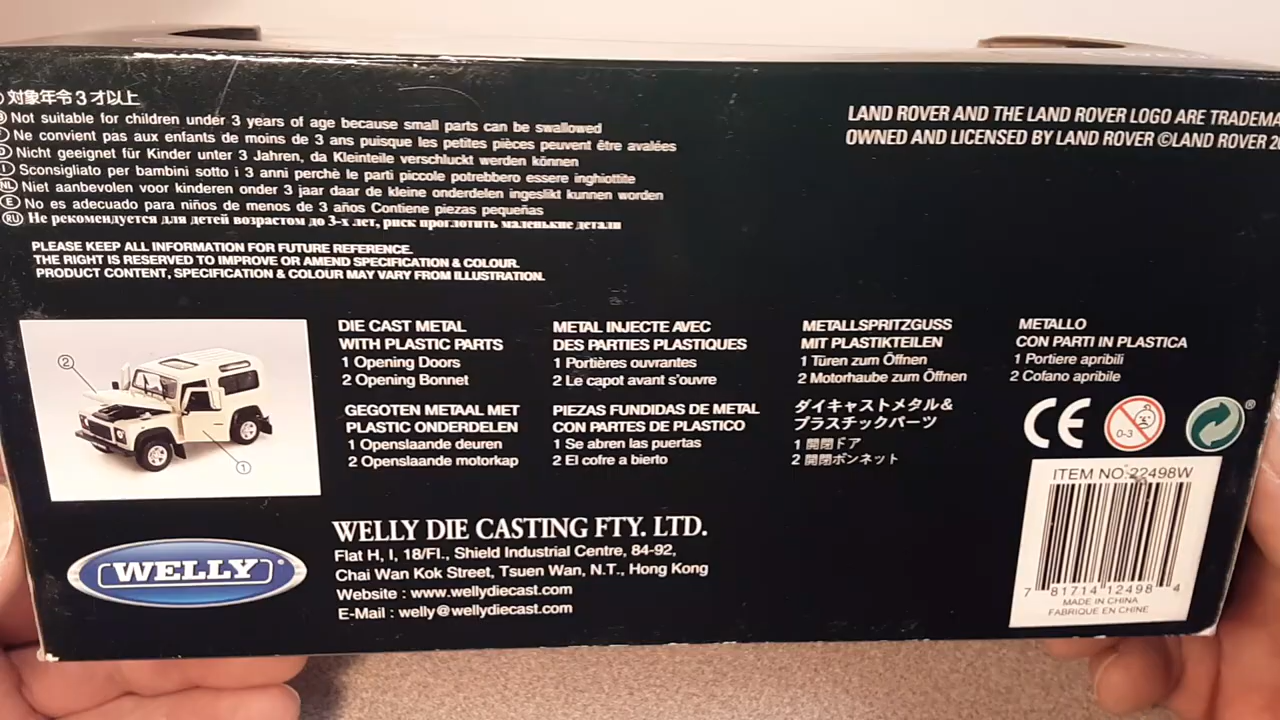 対象年令3才以上
Not suitable for children under 3 years of age because small parts can be swallowed
Ne convient pas aux enfants de moins de 3 ans puisque les petites pièces peuvent être avalées
D Nicht geeignet für Kinder unter 3 Jahren, da Kleinteile verschluckt werden können
I Sconsigliato per bambini sotto i 3 anni perchè le parti piccole potrebbero essere inghiottite
NL Niet aanbevolen voor kinderen onder 3 jaar daar de kleine onderdelen ingeslikt kunnen worden
E No es adecuado para niños de menos de 3 años Contiene piezas pequeñas
RU Не рекомендуется для детей возрастом до 3-х лет, риск проглотить маленькие детали
LAND ROVER AND THE LAND ROVER LOGO ARE TRADEMA
OWNED AND LICENSED BY LAND ROVER ©LAND ROVER 20
PLEASE KEEP ALL INFORMATION FOR FUTURE REFERENCE.
THE RIGHT IS RESERVED TO IMPROVE OR AMEND SPECIFICATION & COLOUR.
PRODUCT CONTENT, SPECIFICATION & COLOUR MAY VARY FROM ILLUSTRATION.
2
1
DIE CAST METAL
WITH PLASTIC PARTS
1 Opening Doors
2 Opening Bonnet
METAL INJECTE AVEC
DES PARTIES PLASTIQUES
1 Portières ouvrantes
2 Le capot avant s'ouvre
METALLSPRITZGUSS
MIT PLASTIKTEILEN
1 Türen zum Öffnen
2 Motorhaube zum Öffnen
METALLO
CON PARTI IN PLASTICA
1 Portiere apribili
2 Cofano apribile
GEGOTEN METAAL MET
PLASTIC ONDERDELEN
1 Openslaande deuren
2 Openslaande motorkap
PIEZAS FUNDIDAS DE METAL
CON PARTES DE PLASTICO
1 Se abren las puertas
2 El cofre a bierto
ダイキャストメタル&
プラスチックパーツ
1 開閉ドア
2 開閉ボンネット
CE
0-3
®
WELLY
WELLY DIE CASTING FTY. LTD.
Flat H, I, 18/Fl., Shield Industrial Centre, 84-92,
Chai Wan Kok Street, Tsuen Wan, N.T., Hong Kong
Website : www.wellydiecast.com
E-Mail : welly@wellydiecast.com
ITEM NO.22498W
7 81714 12498 4
MADE IN CHINA
FABRIQUE EN CHINE